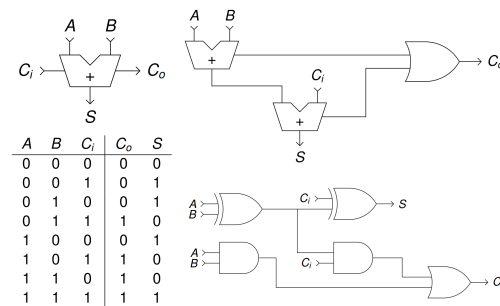 A B
C_i + C_o
S
A B
+
C_i
+
S
C_o
A B C_i C_o S
0 0 0 0 0
0 0 1 0 1
0 1 0 0 1
0 1 1 1 0
1 0 0 0 1
1 0 1 1 0
1 1 0 1 0
1 1 1 1 1
A
B
C_i
S
A
B
C_i